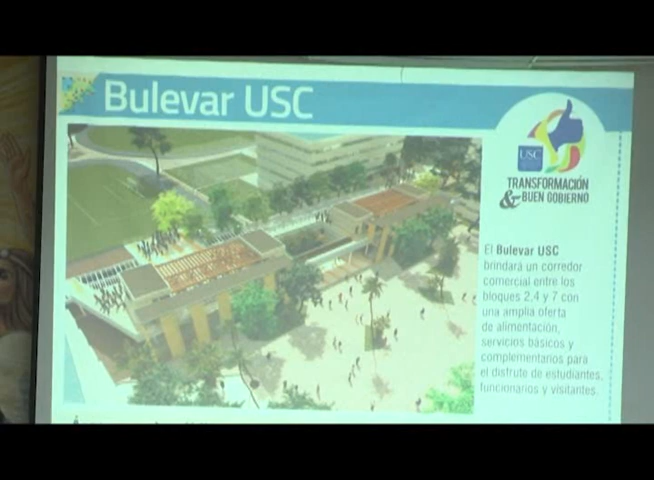 Bulevar USC
USC
TRANSFORMACIÓN
& BUEN GOBIERNO
El Bulevar USC
brindará un corredor
comercial entre los
bloques 2,4 y 7 con
una amplia oferta
de alimentación,
servicios básicos y
complementarios para
el disfrute de estudiantes,
funcionarios y visitantes.